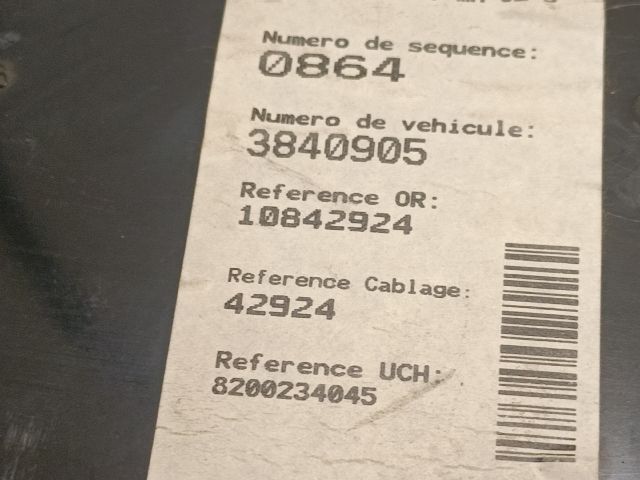 Numero de sequence:
0864
Numero de vehicule:
3840905
Reference OR:
10842924
Reference Cablage:
42924
Reference UCH:
8200234045